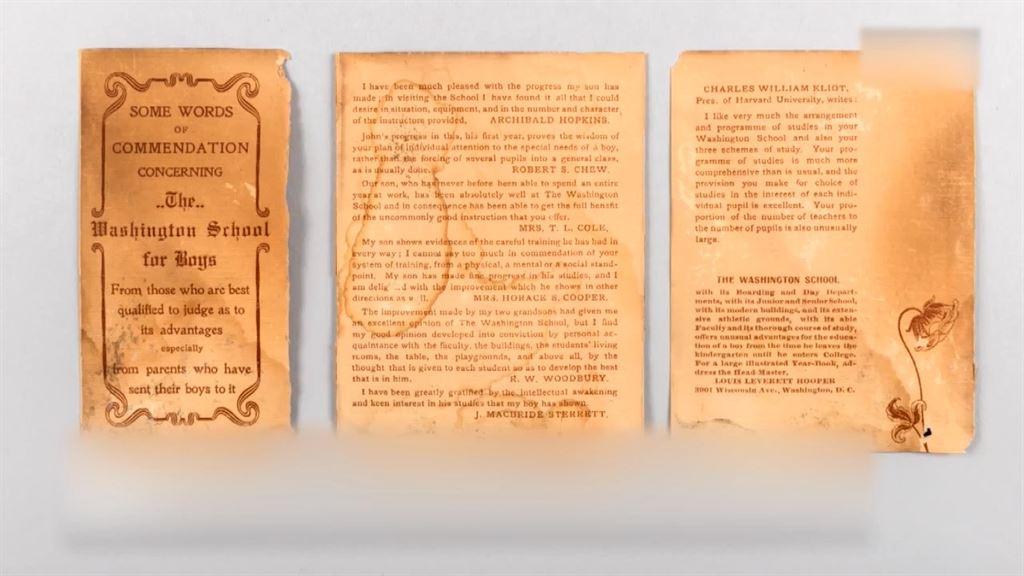 SOME WORDS
OF
COMMENDATION
CONCERNING
..The..
Washington School
for Boys
From those who are best
qualified to judge as to
its advantages
especially
from parents who have
sent their boys to it
I have been much pleased with the progress my son has
made; in visiting the School I have found it all that I could
desire in situation, equipment, and in the number and character
of the instructors provided. ARCHIBALD HOPKINS.
John's progress in this, his first year, proves the wisdom of
your plan of individual attention to the special needs of a boy,
rather than the forcing of several pupils into a general class,
as is usually done. ROBERT S. CHEW.
Our son, who has never before been able to spend an entire
year at work, has been absolutely well at The Washington
School and in consequence has been able to get the full benefit
of the uncommonly good instruction that you offer.
MRS. T. L. COLE.
My son shows evidences of the careful training he has had in
every way; I cannot say too much in commendation of your
system of training, from a physical, a mental or a social stand-
point. My son has made fine progress in his studies, and I
am with the improvement which he shows in other
directions as MRS. HORACE S. COOPER.
The improvement made by my two grandsons had given me
an excellent opinion of The Washington School, but I find
my good opinion developed into conviction by personal ac-
quaintance with the faculty, the buildings, the students' living
rooms, the table, the playgrounds, and above all, by the
thought that is given to each student so as to develop the best
that is in him. R. W. WOODBURY.
I have been greatly gratified by the intellectual awakening
and keen interest in his studies that my boy has shown.
J. MACBRIDE STERRETT.
CHARLES WILLIAM ELIOT,
Pres. of Harvard University, writes:
I like very much the arrangement
and programme of studies in your
Washington School and also your
three schemes of study. Your pro-
gramme of studies is much more
comprehensive than is usual, and the
provision you make for choice of
studies in the interest of each indi-
vidual pupil is excellent. Your pro-
portion of the number of teachers to
the number of pupils is also unusually
large.
THE WASHINGTON SCHOOL
with its Boarding and Day Depart-
ments, with its Junior and Senior School,
with its modern buildings, and its exten-
sive athletic grounds, with its able
Faculty and its thorough course of study,
offers unusual advantages for the educa-
tion of a boy from the time he leaves the
kindergarten until he enters College.
For a large illustrated Year-Book, ad-
dress the Head Master,
LOUIS LEVERETT HOOPER
3901 Wisconsin Ave., Washington, D. C.